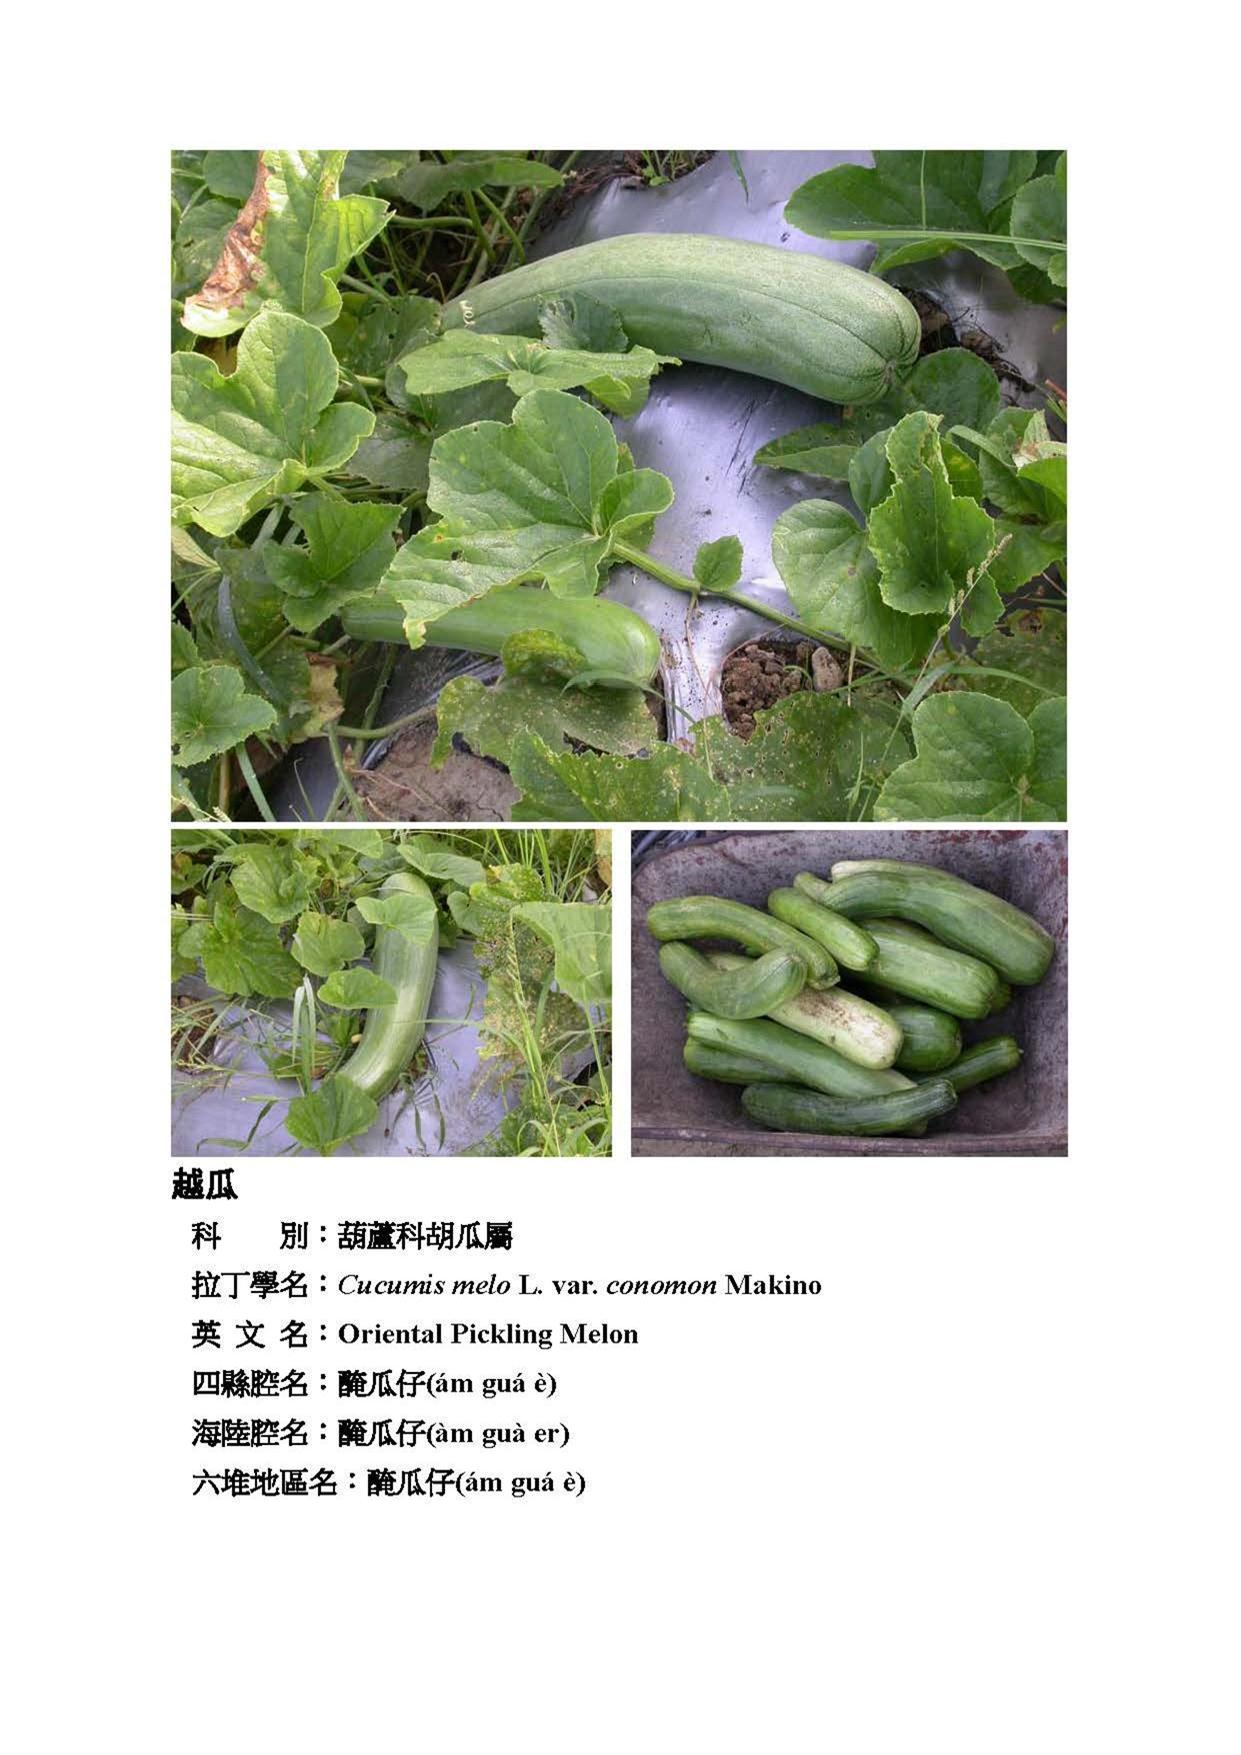 越瓜
科　　別：葫蘆科胡瓜屬
拉丁學名：Cucumis melo L. var. conomon Makino
英 文 名：Oriental Pickling Melon
四縣腔名：醃瓜仔(ám guá è)
海陸腔名：醃瓜仔(àm guà er)
六堆地區名：醃瓜仔(ám guá è)